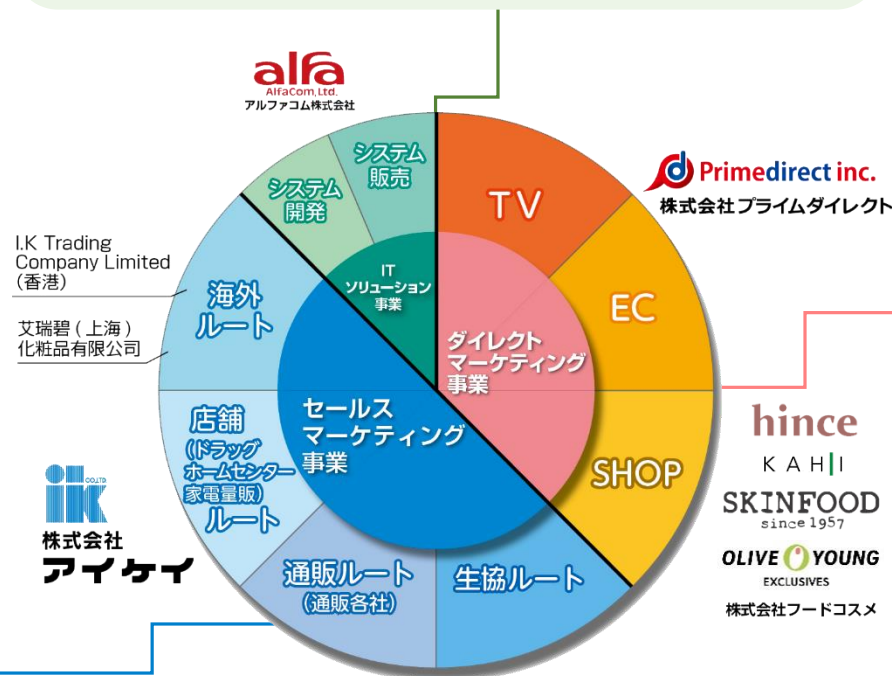 alfa
AlfaCom,Ltd.
アルファコム株式会社
システム
販売
システム
開発
IT
ソリューション
事業
TV
EC
SHOP
ダイレクト
マーケティング
事業
Primedirect inc.
株式会社プライムダイレクト
I.K Trading
Company Limited
(香港)
艾瑞碧(上海)
化粧品有限公司
海外
ルート
店舗
(ドラッグ
ホームセンター
家電量販)
ルート
セールス
マーケティング
事業
通販ルート
(通販各社)
生協ルート
CO.,LTD
iK
株式会社
アイケイ
hince
KAHI
SKINFOOD
since 1957
OLIVE YOUNG
EXCLUSIVES
株式会社フードコスメ